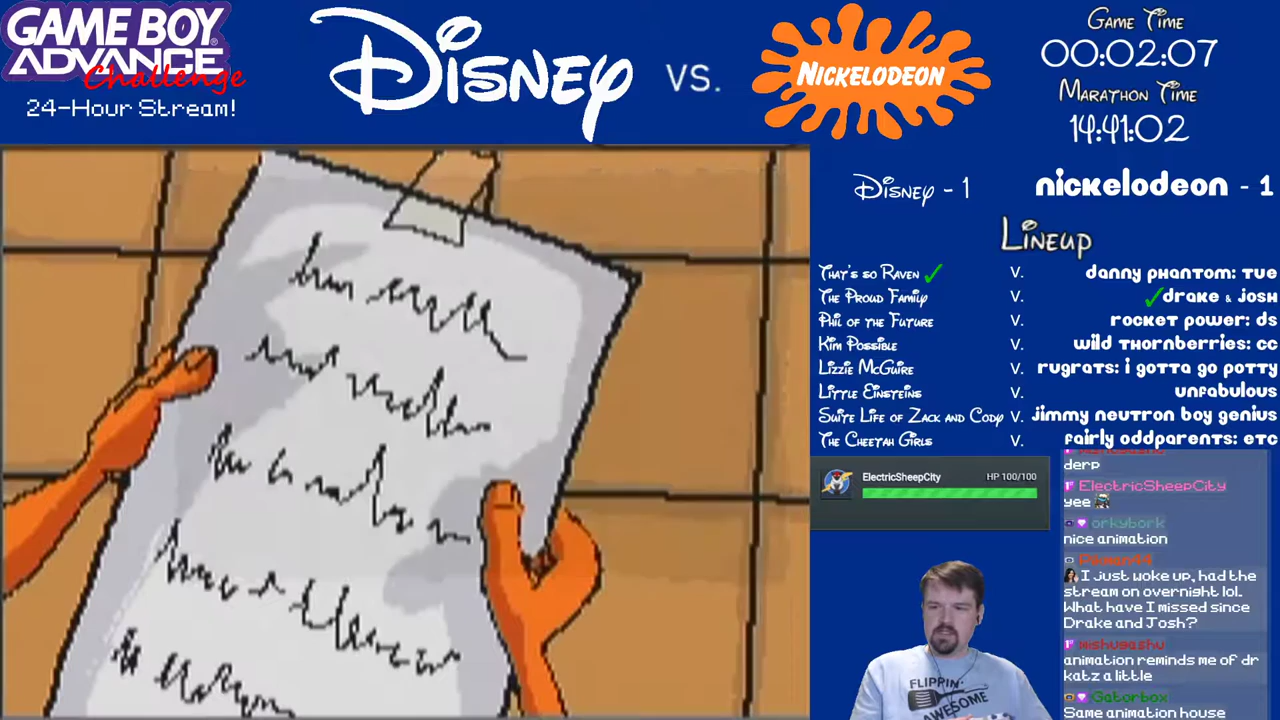 GAME BOY
ADVANCE
Challenge
24-Hour Stream!
Disney
VS.
NICKELODEON
Game Time
00:02:07
Marathon Time
14:41:02
Disney - 1
nickelodeon - 1
Lineup
That's so Raven ✓ V. Danny Phantom: TUE
The Proud Family V. ✓ Drake & Josh
Phil of the Future V. Rocket Power: DS
Kim Possible V. Wild Thornberries: CC
Lizzie McGuire V. Rugrats: I Gotta Go Potty
Little Einsteins V. Unfabulous
Suite Life of Zack and Cody V. Jimmy Neutron Boy Genius
The Cheetah Girls V. Fairly Oddparents: ETC
ElectricSheepCity HP 100/100
derp
ElectricSheepCity
yee
orkybork
nice animation
I just woke up, had the
stream on overnight lol.
What have I missed since
Drake and Josh?
mishugashu
animation reminds me of dr
katz a little
Gatorbox
Same animation house
FLIPPIN'
AWESOME